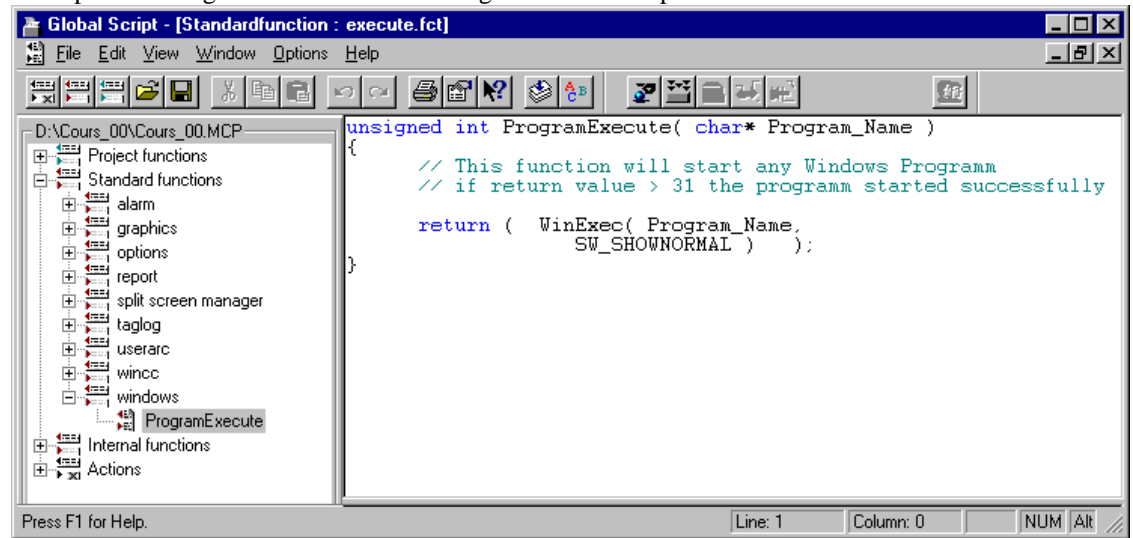 Global Script - [Standardfunction : execute.fct]
File Edit View Window Options Help
D:\Cours_00\Cours_00.MCP
Project functions
Standard functions
alarm
graphics
options
report
split screen manager
taglog
userarc
wincc
windows
ProgramExecute
Internal functions
Actions
unsigned int ProgramExecute( char* Program_Name )
{
// This function will start any Windows Programm
// if return value > 31 the programm started successfully
return ( WinExec( Program_Name,
SW_SHOWNORMAL ) );
}
Press F1 for Help.
Line: 1
Column: 0
NUM
Alt